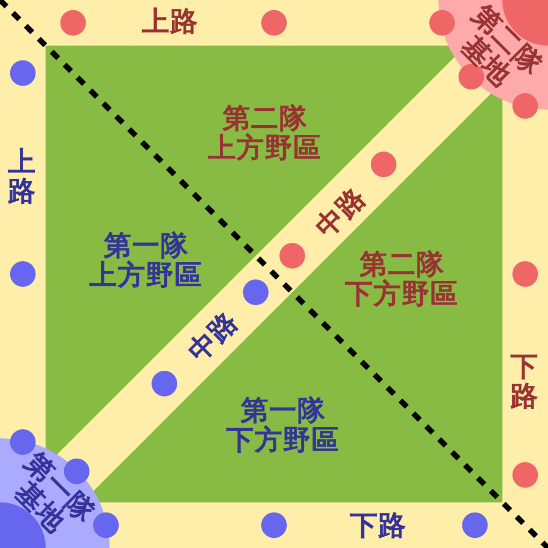 上路
第二隊
基地
第二隊
上方野區
上
路
中路
第一隊
上方野區
第二隊
下方野區
中路
下
路
第一隊
下方野區
第一隊
基地
下路